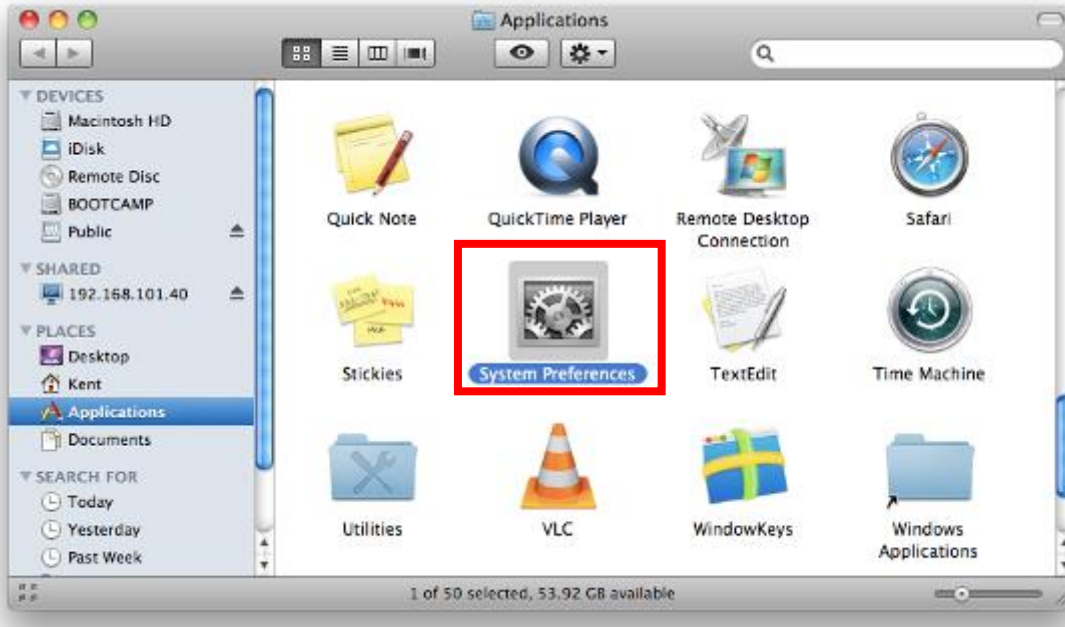 Applications
DEVICES
Macintosh HD
iDisk
Remote Disc
BOOTCAMP
Public
SHARED
192.168.101.40
PLACES
Desktop
Kent
Applications
Documents
SEARCH FOR
Today
Yesterday
Past Week
Quick Note
QuickTime Player
Remote Desktop
Connection
Safari
Stickies
System Preferences
TextEdit
Time Machine
Utilities
VLC
WindowKeys
Windows
Applications
1 of 50 selected, 53.92 GB available